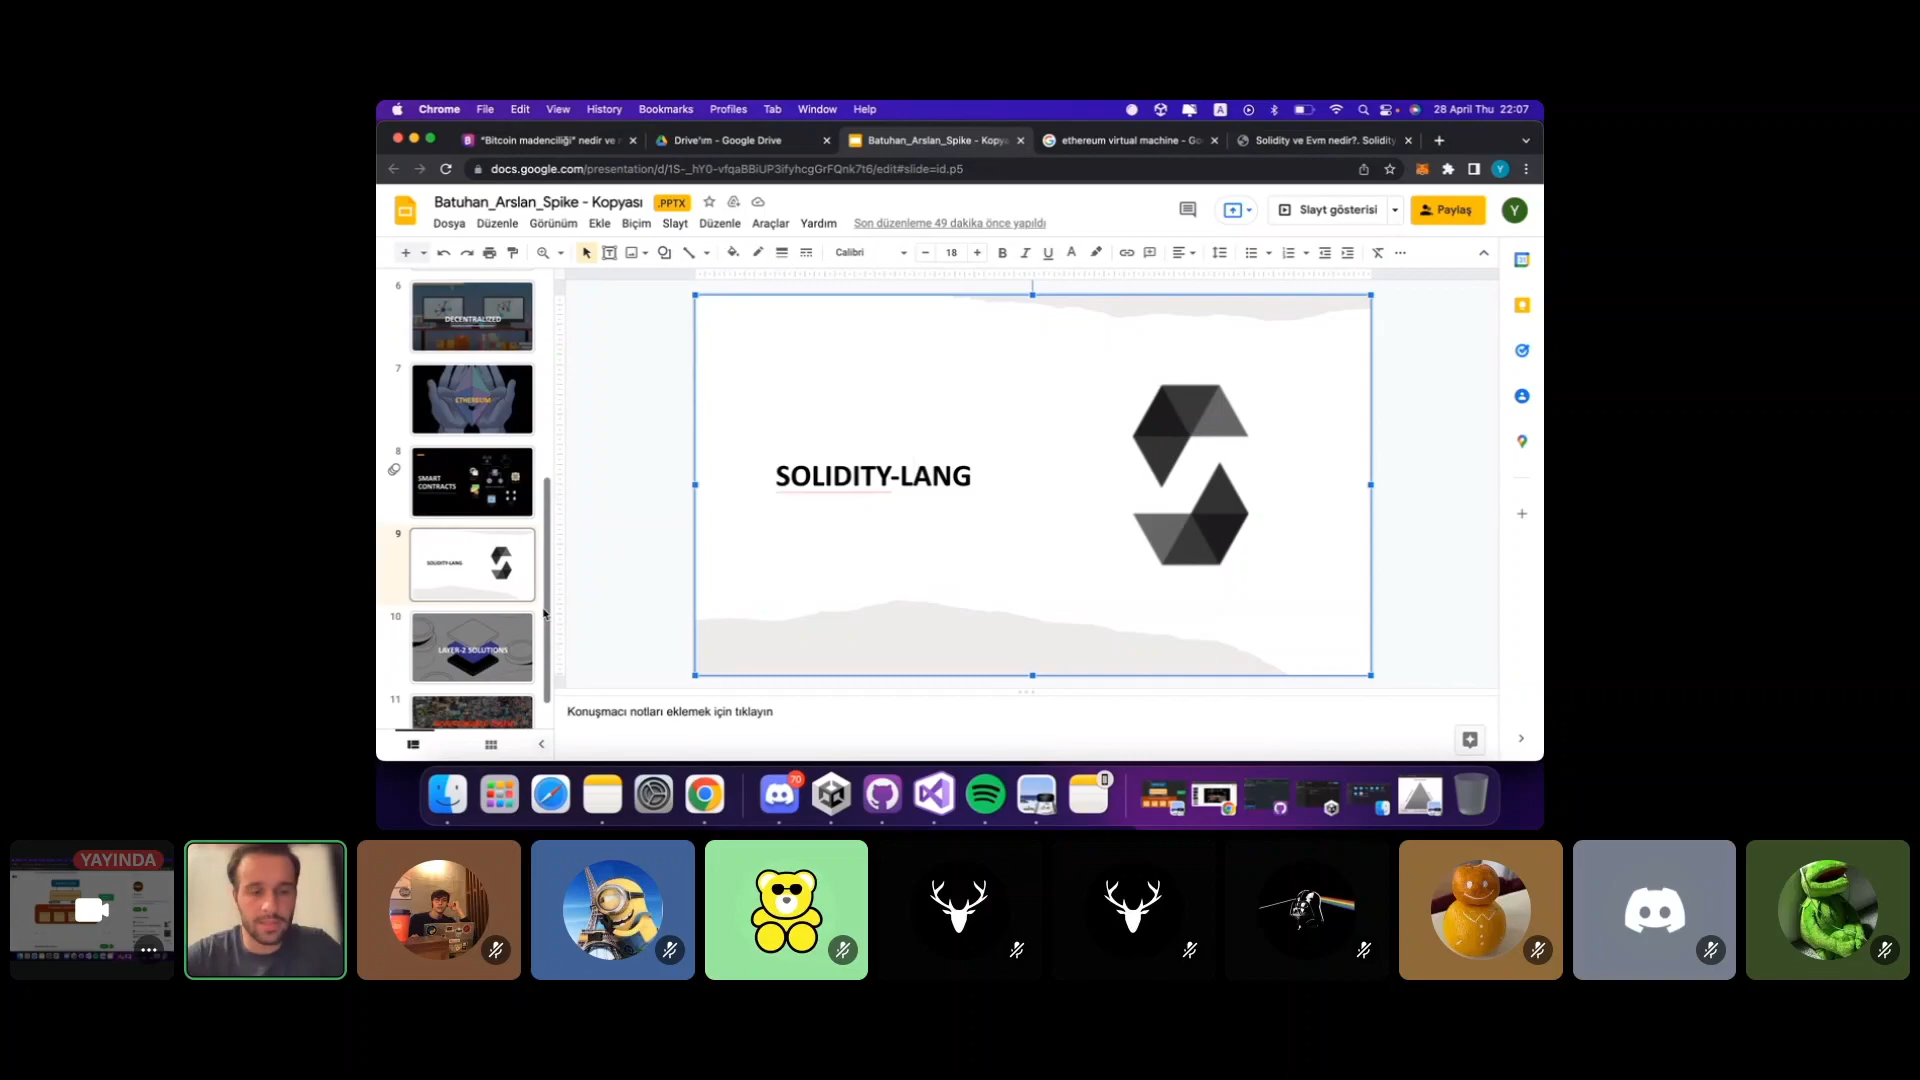 Chrome File Edit View History Bookmarks Profiles Tab Window Help A 28 April Thu 22:07
"Bitcoin madenciliği" nedir ve Drive'ım - Google Drive Batuhan_Arslan_Spike - Kopya ethereum virtual machine - Go Solidity ve Evm nedir?. Solidity
docs.google.com/presentation/d/1S-_hY0-vfqaBBiUP3ifyhcgGrFQnk7t6/edit#slide=id.p5 Y
Batuhan_Arslan_Spike - Kopyası .PPTX
Slayt gösterisi Paylaş Y
Dosya Düzenle Görünüm Ekle Biçim Slayt Düzenle Araçlar Yardım Son düzenleme 49 dakika önce yapıldı
Calibri 18 B I U A
6
DECENTRALIZED
7
ETHEREUM
8
SMART
CONTRACTS
9
SOLIDITY-LANG
10
LAYER-2 SOLUTIONS
11
SOLIDITY-LANG
Konuşmacı notları eklemek için tıklayın
70
YAYINDA